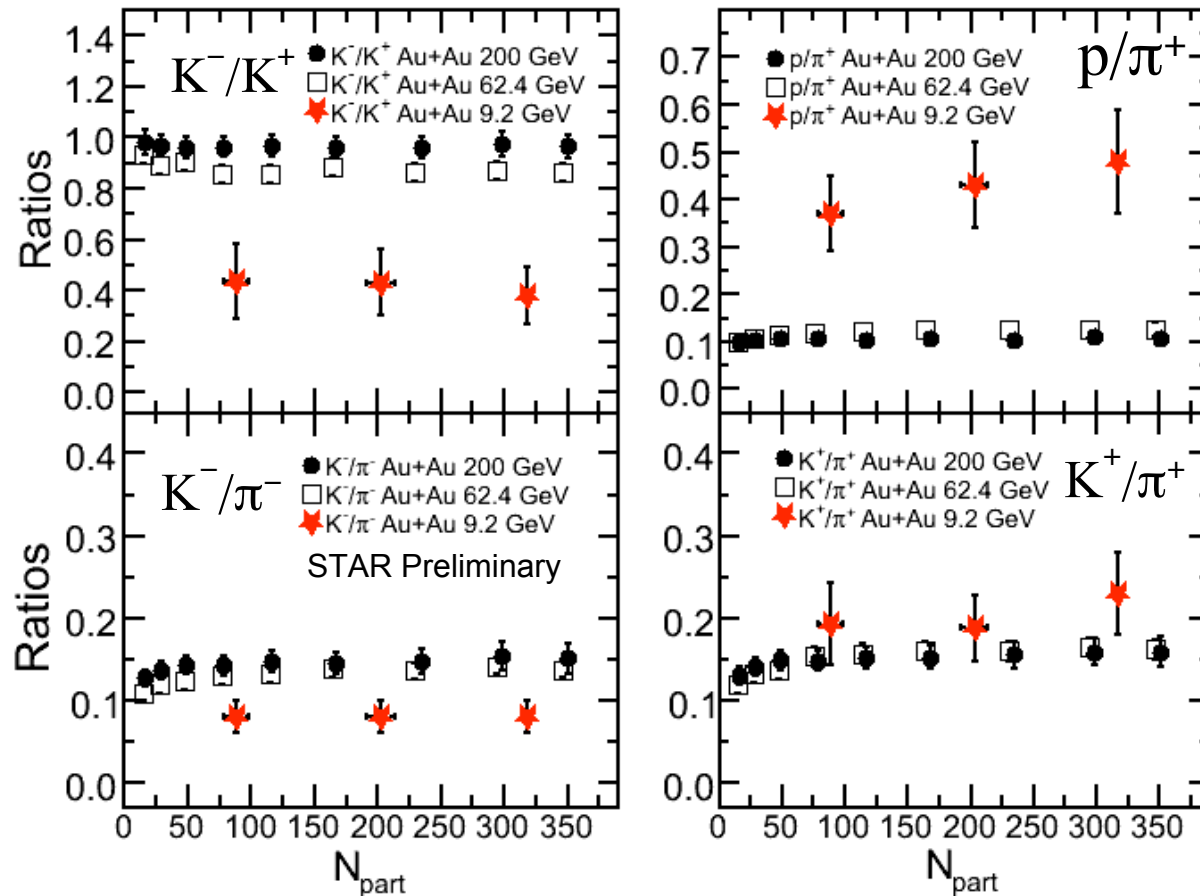 K⁻/K⁺
K⁻/K⁺ Au+Au 200 GeV
K⁻/K⁺ Au+Au 62.4 GeV
K⁻/K⁺ Au+Au 9.2 GeV
Ratios
1.4
1.2
1.0
0.8
0.6
0.4
0.2
0.0
p/π⁺
p/π⁺ Au+Au 200 GeV
p/π⁺ Au+Au 62.4 GeV
p/π⁺ Au+Au 9.2 GeV
0.7
0.6
0.5
0.4
0.3
0.2
0.1
0.0
K⁻/π⁻
K⁻/π⁻ Au+Au 200 GeV
K⁻/π⁻ Au+Au 62.4 GeV
K⁻/π⁻ Au+Au 9.2 GeV
STAR Preliminary
Ratios
0.4
0.3
0.2
0.1
0.0
0 50 100 150 200 250 300 350
N_part
K⁺/π⁺
K⁺/π⁺ Au+Au 200 GeV
K⁺/π⁺ Au+Au 62.4 GeV
K⁺/π⁺ Au+Au 9.2 GeV
0.4
0.3
0.2
0.1
0.0
0 50 100 150 200 250 300 350
N_part